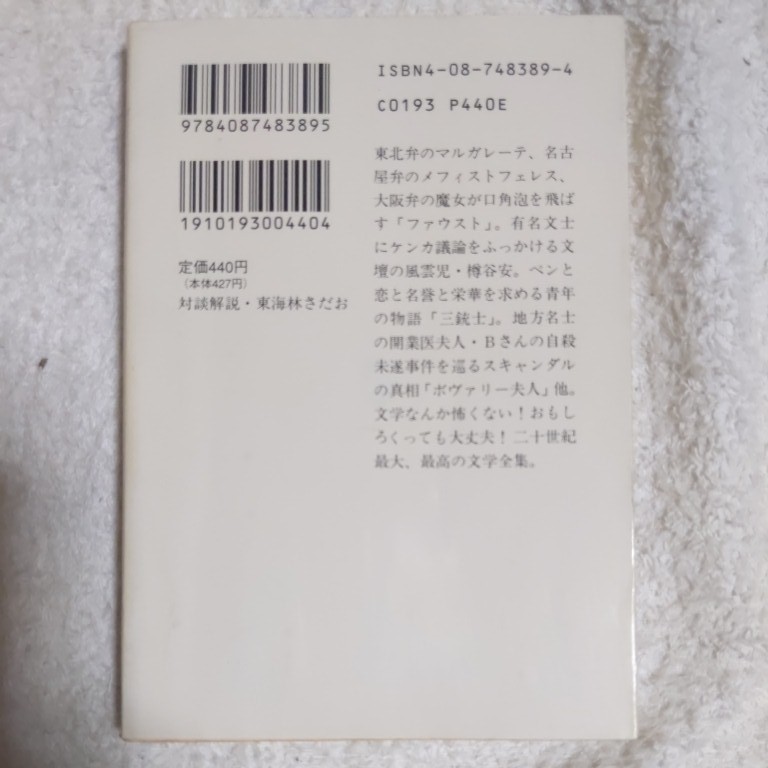 ISBN4-08-748389-4
C0193 P440E
9784087483895
1910193004404
定価440円
(本体427円)
対談解説・東海林さだお
東北弁のマルガレーテ、名古
屋弁のメフィストフェレス、
大阪弁の魔女が口角泡を飛ば
す「ファウスト」。有名文士
にケンカ議論をふっかける文
壇の風雲児・樽谷安。ペンと
恋と名誉と栄華を求める青年
の物語「三銃士」。地方名士
の開業医夫人・Bさんの自殺
未遂事件を巡るスキャンダル
の真相「ボヴァリー夫人」他。
文学なんか怖くない！おもし
ろくっても大丈夫！二十世紀
最大、最高の文学全集。